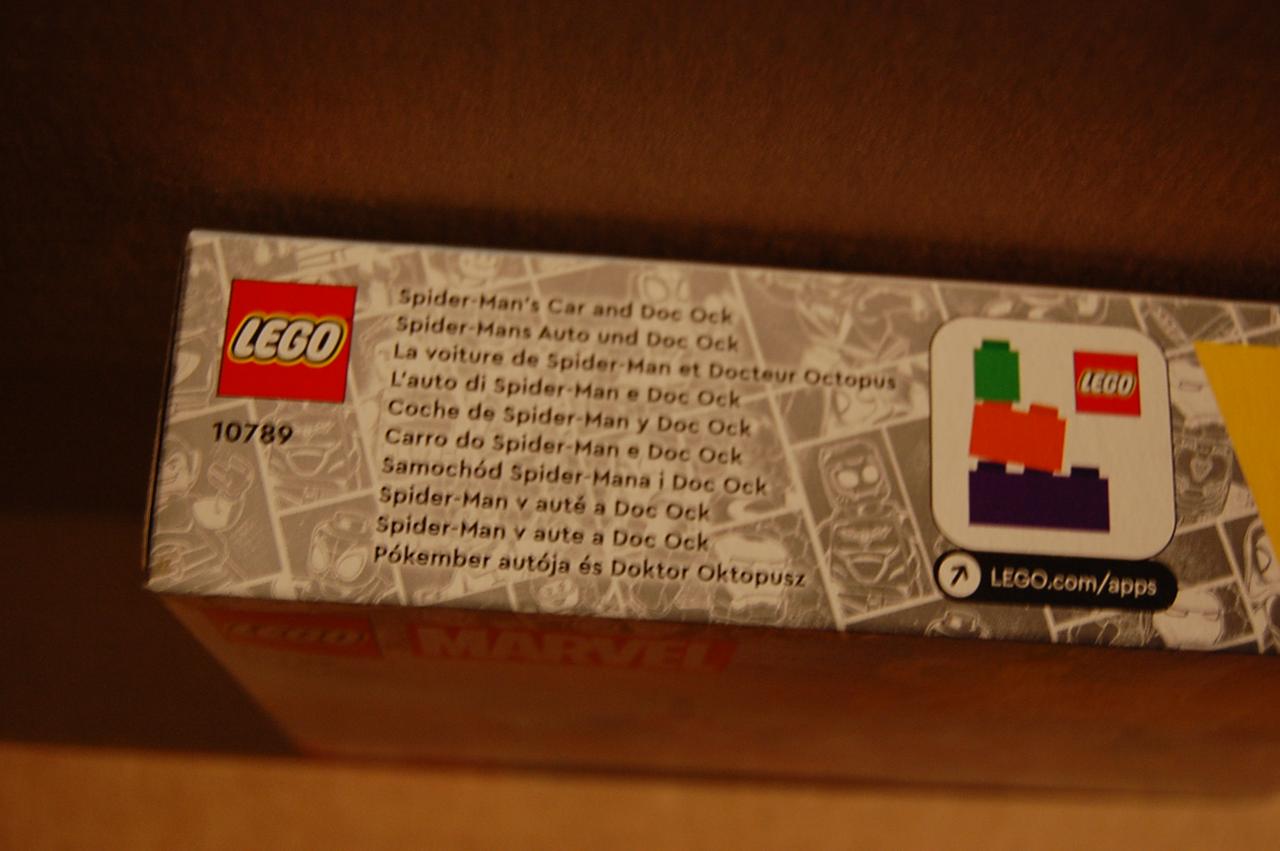 LEGO
10789
Spider-Man's Car and Doc Ock
Spider-Mans Auto und Doc Ock
La voiture de Spider-Man et Docteur Octopus
L'auto di Spider-Man e Doc Ock
Coche de Spider-Man y Doc Ock
Carro do Spider-Man e Doc Ock
Samochód Spider-Mana i Doc Ock
Spider-Man v autě a Doc Ock
Spider-Man v aute a Doc Ock
Pókember autója és Doktor Oktopusz
LEGO
LEGO.com/apps
LEGO
MARVEL